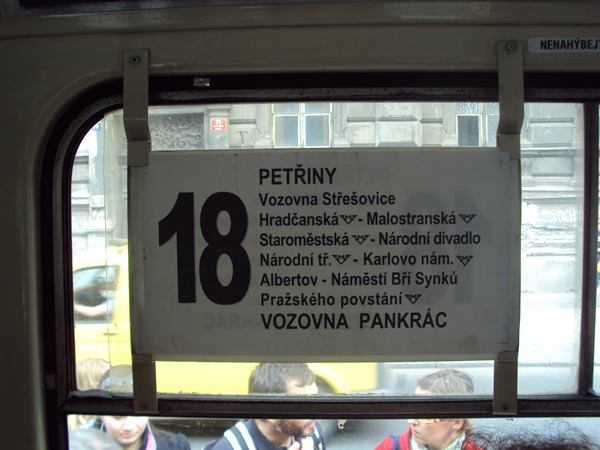 NENAHÝBEJT
18
PETŘINY
Vozovna Střešovice
Hradčanská - Malostranská
Staroměstská - Národní divadlo
Národní tř. - Karlovo nám.
Albertov - Náměstí Bří Synků
Pražského povstání
VOZOVNA PANKRÁC